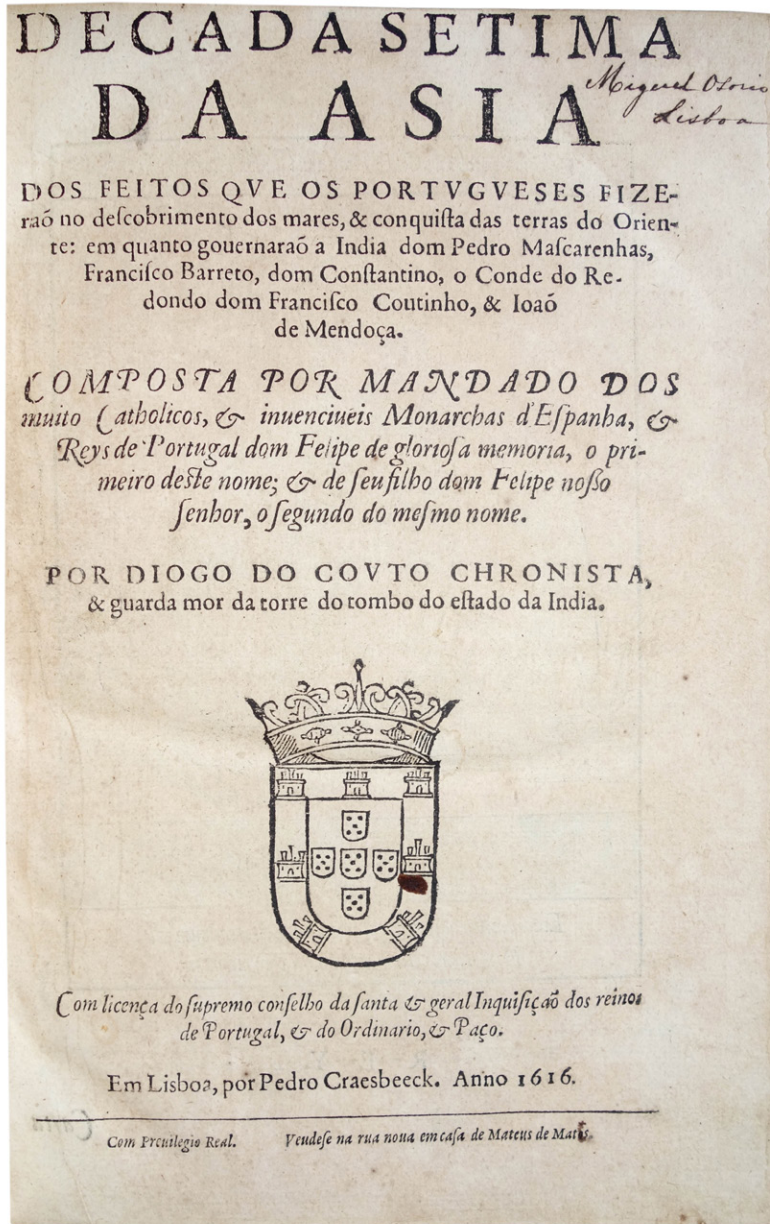 DECADA SETIMA
DA ASIA
Miguel Osorio
Lisboa
DOS FEITOS QVE OS PORTVGVESES FIZE-
raõ no deſcobrimento dos mares, & conquiſta das terras do Orien-
te: em quanto gouernaraõ a India dom Pedro Maſcarenhas,
Franciſco Barreto, dom Conſtantino, o Conde do Re-
dondo dom Franciſco Coutinho, & Ioaõ
de Mendoça.
COMPOSTA POR MANDADO DOS
muito Catholicos, & inuenciueis Monarchas d'Eſpanha, &
Reys de Portugal dom Felipe de glorioſa memoria, o pri-
meiro deſte nome; & de ſeu filho dom Felipe noſſo
ſenhor, o ſegundo do meſmo nome.
POR DIOGO DO COVTO CHRONISTA,
& guarda mor da torre do tombo do eſtado da India.
Com licença do ſupremo conſelho da ſanta & geral Inquiſiçaõ dos reinos
de Portugal, & do Ordinario, & Paço.
Em Lisboa, por Pedro Craesbeeck. Anno 1616.
Com Preuilegio Real. Vendeſe na rua noua em caſa de Mateus de Matos.